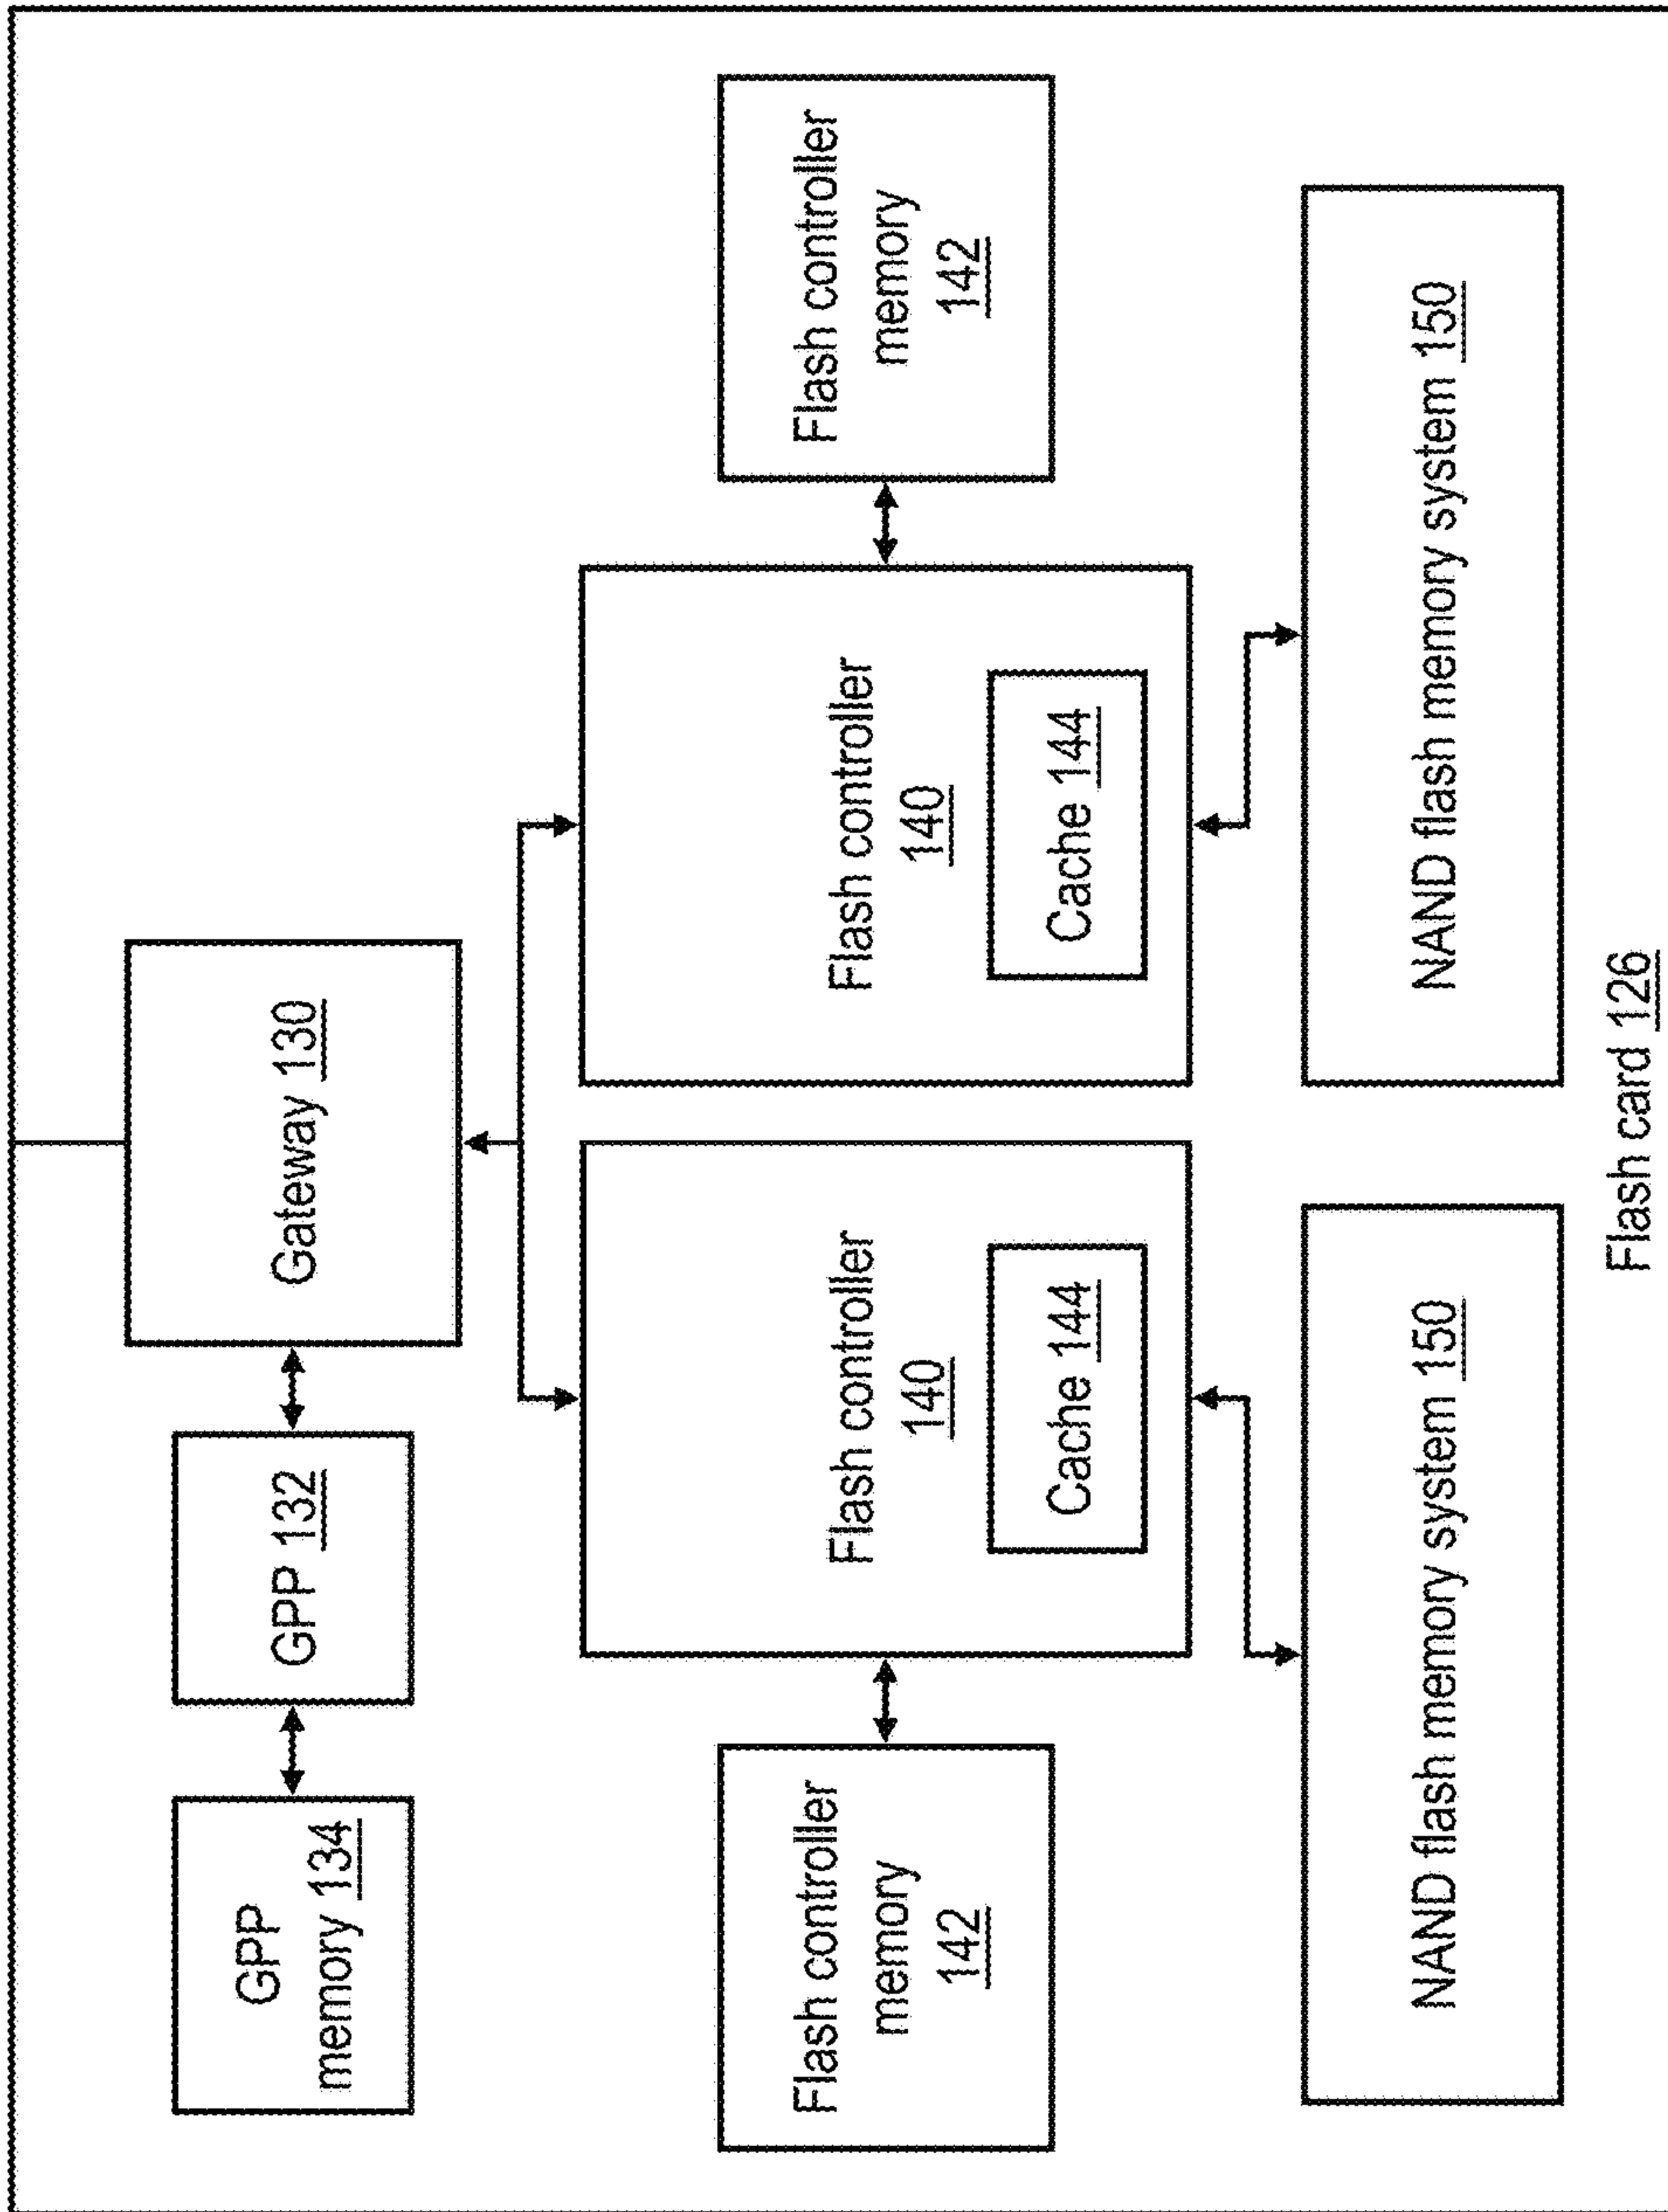 GPP
memory 134
GPP 132
Gateway 130
Flash controller
memory
142
Flash controller
140
Cache 144
Flash controller
140
Cache 144
Flash controller
memory
142
NAND flash memory system 150
NAND flash memory system 150
Flash card 126